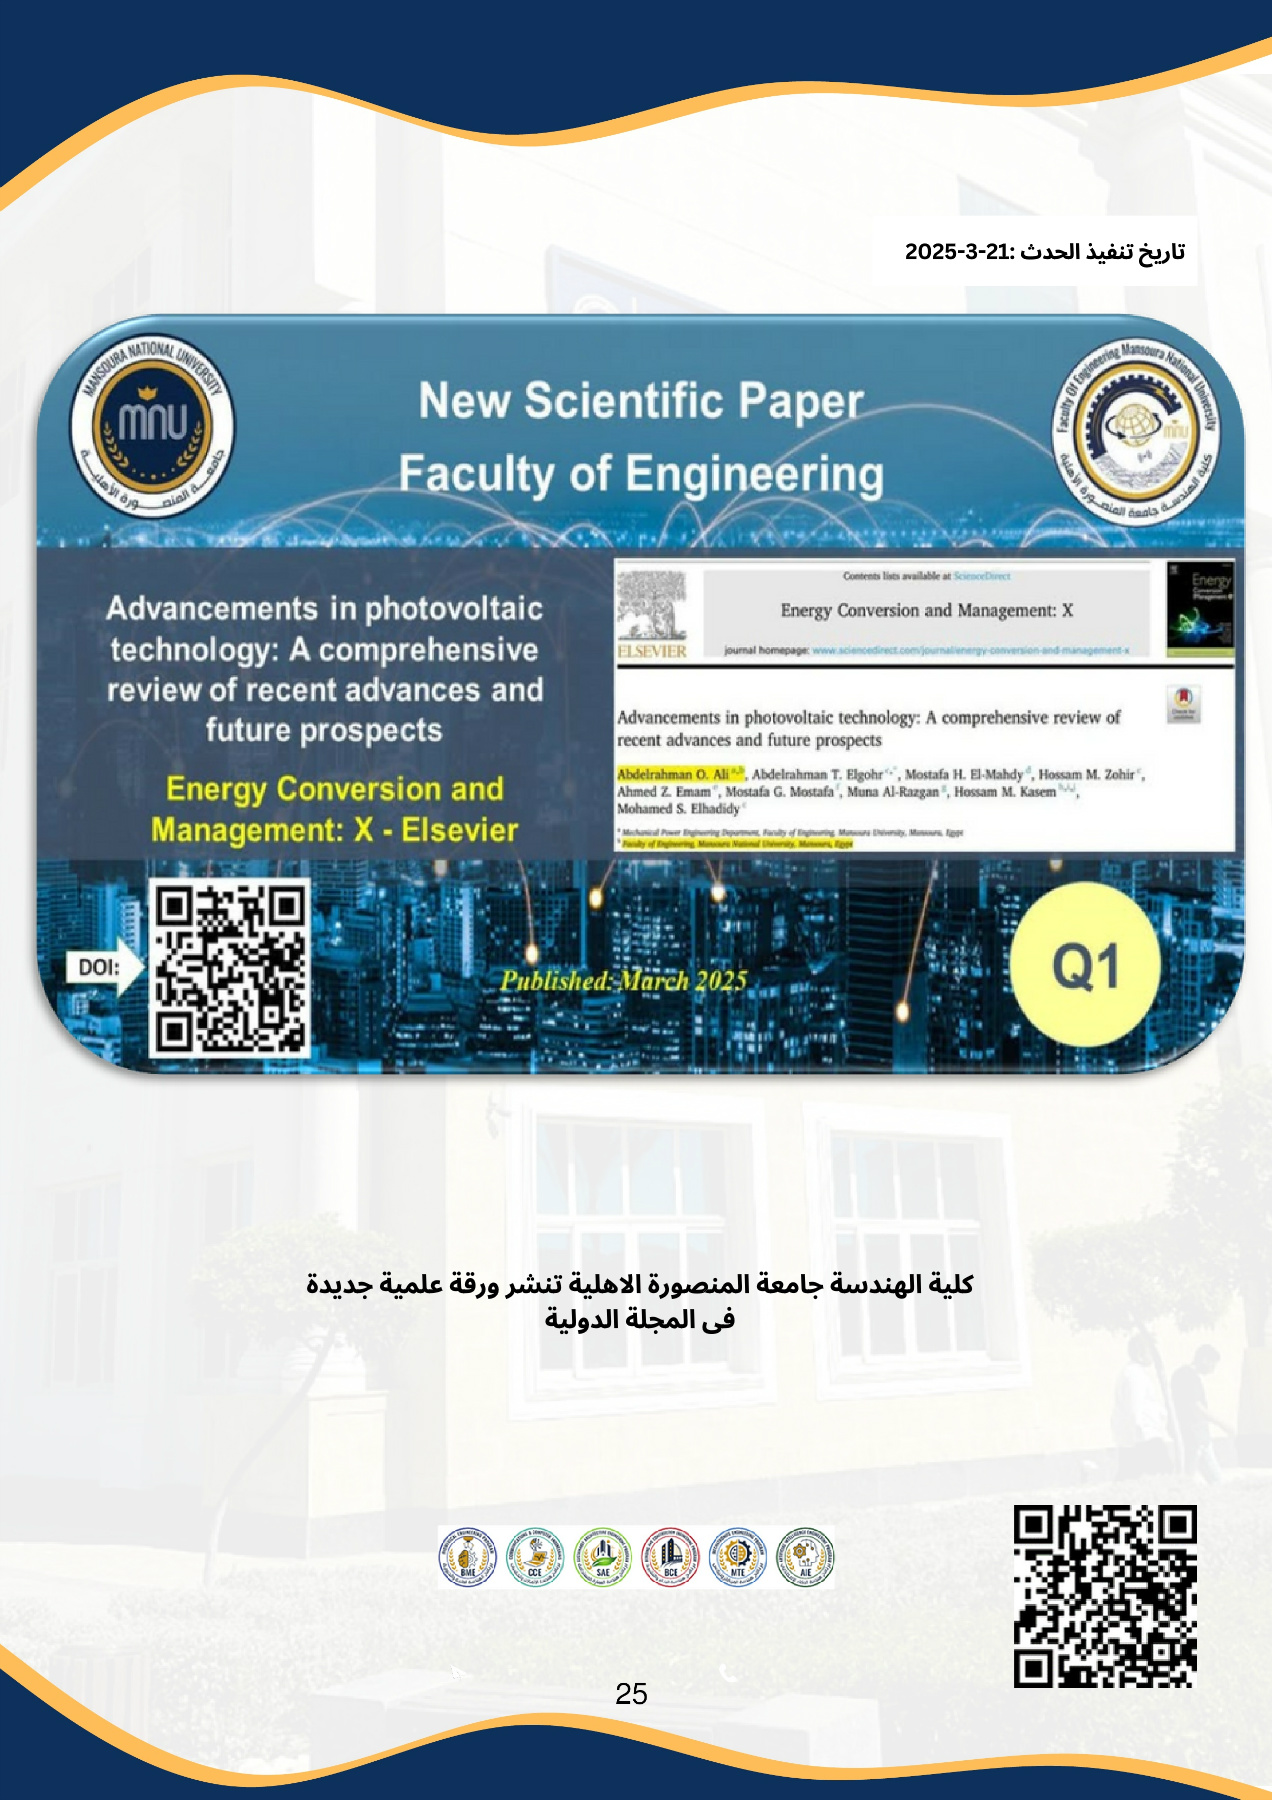 تاريخ تنفيذ الحدث :21-3-2025
MANSOURA NATIONAL UNIVERSITY
mnu
جامعة المنصورة الأهلية
New Scientific Paper
Faculty of Engineering
Faculty Of Engineering Mansoura National University
mnu
كلية الهندسة جامعة المنصورة الأهلية
Advancements in photovoltaic
technology: A comprehensive
review of recent advances and
future prospects
Energy Conversion and
Management: X - Elsevier
Contents lists available at ScienceDirect
Energy Conversion and Management: X
ELSEVIER
journal homepage: www.sciencedirect.com/journal/energy-conversion-and-management-x
Energy
Conversion
Management
Check for
updates
Advancements in photovoltaic technology: A comprehensive review of
recent advances and future prospects
Abdelrahman O. Ali a,b, Abdelrahman T. Elgohr c,*, Mostafa H. El-Mahdy d, Hossam M. Zohir e,
Ahmed Z. Emam e, Mostafa G. Mostafa f, Muna Al-Razgan g, Hossam M. Kasem h,i,
Mohamed S. Elhadidy c
a Mechanical Power Engineering Department, Faculty of Engineering, Mansoura University, Mansoura, Egypt
b Faculty of Engineering, Mansoura National University, Mansoura, Egypt
DOI:
Published: March 2025
Q1
كلية الهندسة جامعة المنصورة الاهلية تنشر ورقة علمية جديدة
فى المجلة الدولية
BME
CCE
SAE
BCE
MTE
AIE
25